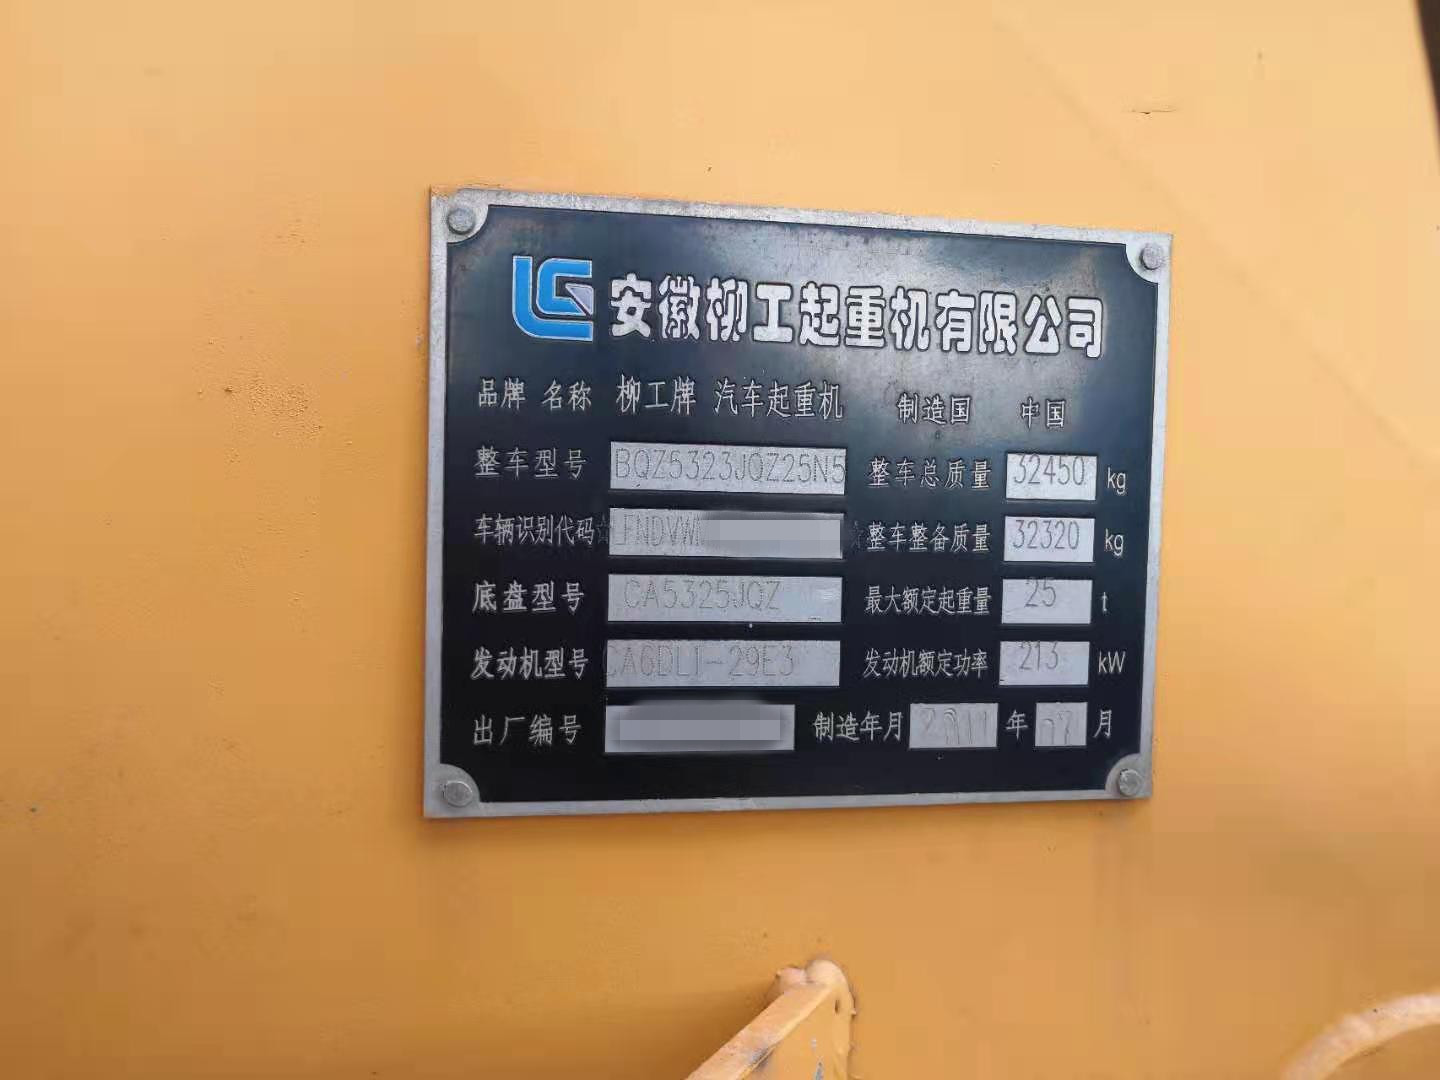 安徽柳工起重机有限公司
品牌 名称 柳工牌 汽车起重机 制造国 中国
整车型号 BQZ5323JQZ25N5 整车总质量 32450 kg
车辆识别代码☆LFNDVW ☆整车整备质量 32320 kg
底盘型号 CA5325JQZ 最大额定起重量 25 t
发动机型号 CA6DL1-29E3 发动机额定功率 213 kW
出厂编号 制造年月 2011 年 07 月